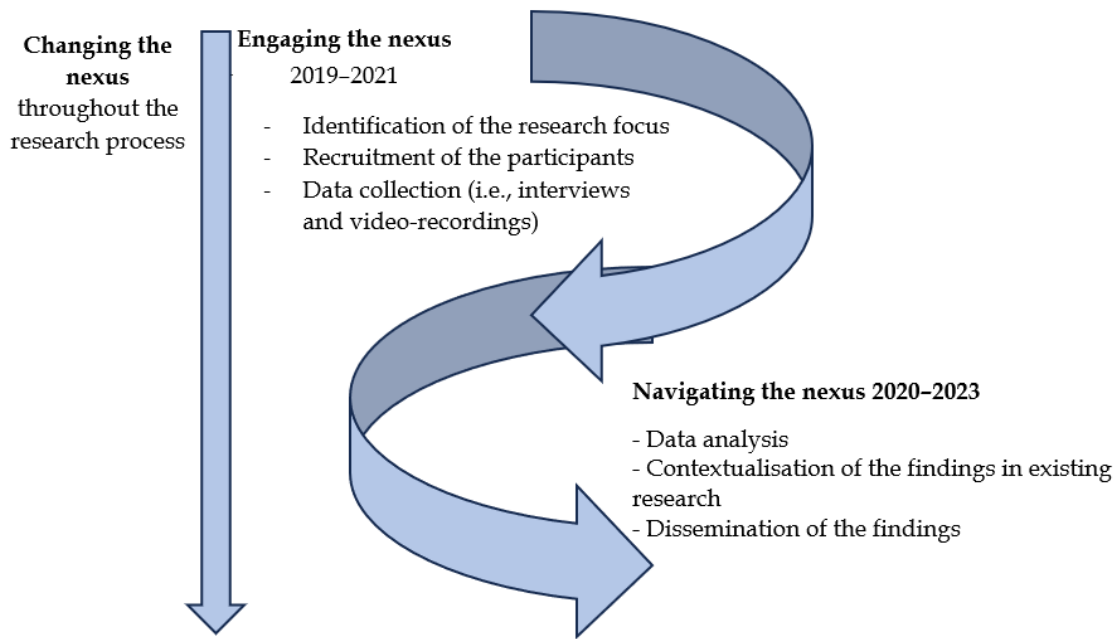 Changing the
nexus
throughout the
research process
Engaging the nexus
2019–2021
- Identification of the research focus
- Recruitment of the participants
- Data collection (i.e., interviews
and video-recordings)
Navigating the nexus 2020–2023
- Data analysis
- Contextualisation of the findings in existing
research
- Dissemination of the findings